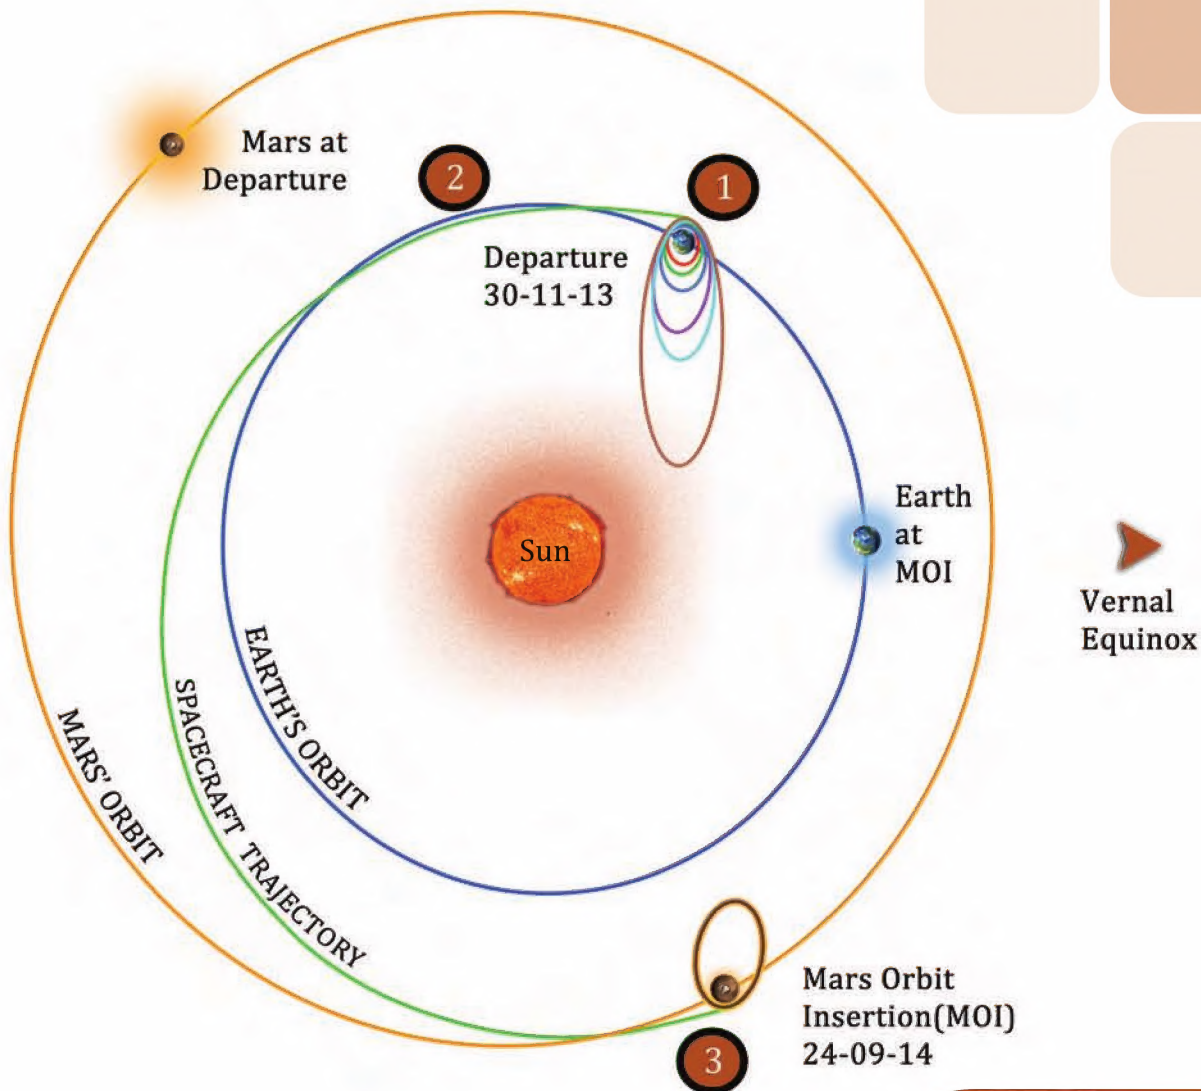 Mars at
Departure
2
1
Departure
30-11-13
Sun
Earth
at
MOI
Vernal
Equinox
EARTH'S ORBIT
SPACECRAFT TRAJECTORY
MARS' ORBIT
Mars Orbit
Insertion(MOI)
24-09-14
3